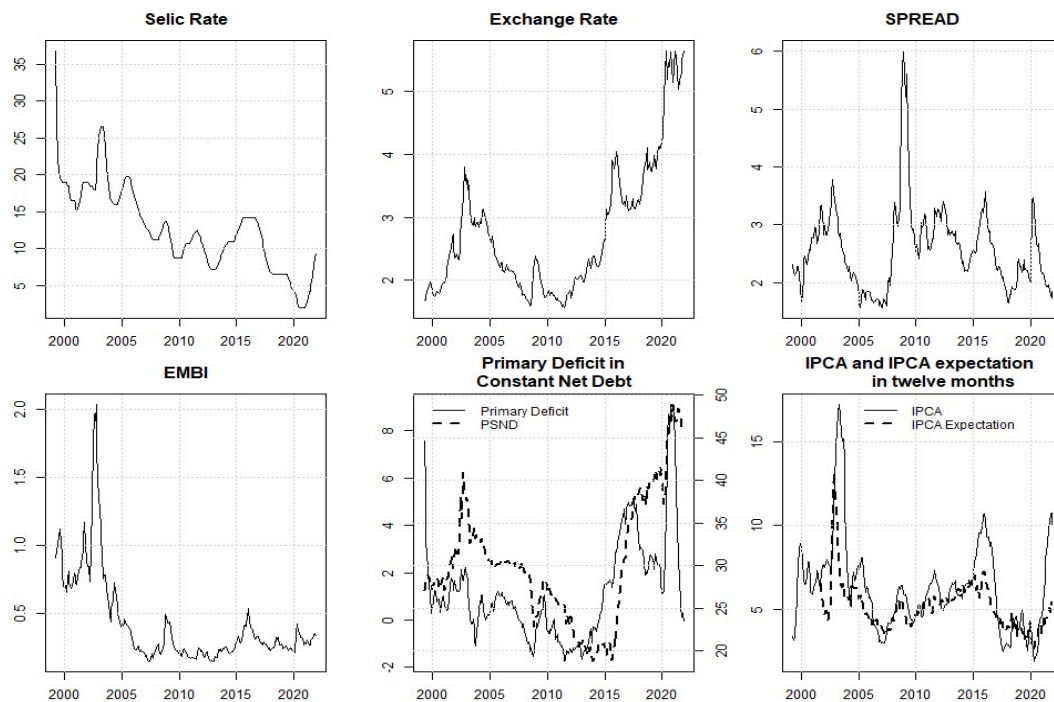 Selic Rate
35
30
25
20
15
10
5
2000 2005 2010 2015 2020
Exchange Rate
5
4
3
2
2000 2005 2010 2015 2020
SPREAD
6
5
4
3
2
2000 2005 2010 2015 2020
EMBI
2.0
1.5
1.0
0.5
2000 2005 2010 2015 2020
Primary Deficit in
Constant Net Debt
Primary Deficit
PSND
8
6
4
2
0
-2
50
45
40
35
30
25
20
2000 2005 2010 2015 2020
IPCA and IPCA expectation
in twelve months
IPCA
IPCA Expectation
15
10
5
2000 2005 2010 2015 2020